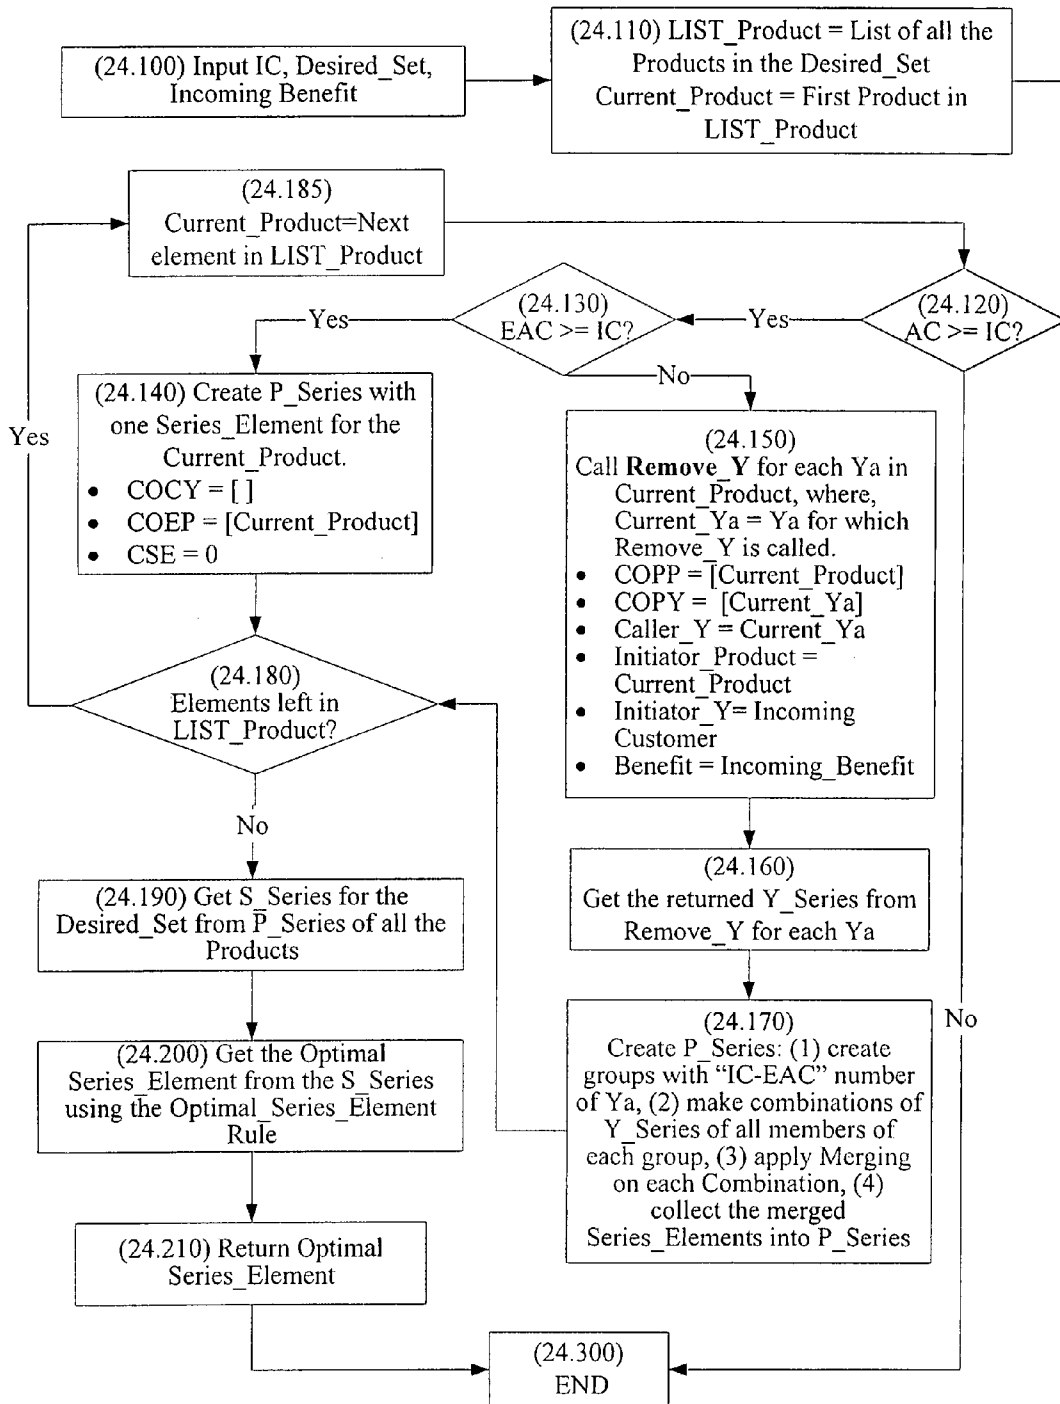 (24.100) Input IC, Desired_Set,
Incoming Benefit
(24.110) LIST_Product = List of all the
Products in the Desired_Set
Current_Product = First Product in
LIST_Product
(24.185)
Current_Product=Next
element in LIST_Product
(24.120)
AC >= IC?
Yes
(24.130)
EAC >= IC?
Yes
No
(24.140) Create P_Series with
one Series_Element for the
Current_Product.
• COCY = [ ]
• COEP = [Current_Product]
• CSE = 0
Yes
(24.150)
Call Remove_Y for each Ya in
Current_Product, where,
Current_Ya = Ya for which
Remove_Y is called.
• COPP = [Current_Product]
• COPY = [Current_Ya]
• Caller_Y = Current_Ya
• Initiator_Product =
Current_Product
• Initiator_Y= Incoming
Customer
• Benefit = Incoming_Benefit
(24.180)
Elements left in
LIST_Product?
No
(24.160)
Get the returned Y_Series from
Remove_Y for each Ya
(24.190) Get S_Series for the
Desired_Set from P_Series of all the
Products
(24.170)
Create P_Series: (1) create
groups with “IC-EAC” number
of Ya, (2) make combinations of
Y_Series of all members of
each group, (3) apply Merging
on each Combination, (4)
collect the merged
Series_Elements into P_Series
No
(24.200) Get the Optimal
Series_Element from the S_Series
using the Optimal_Series_Element
Rule
(24.210) Return Optimal
Series_Element
(24.300)
END